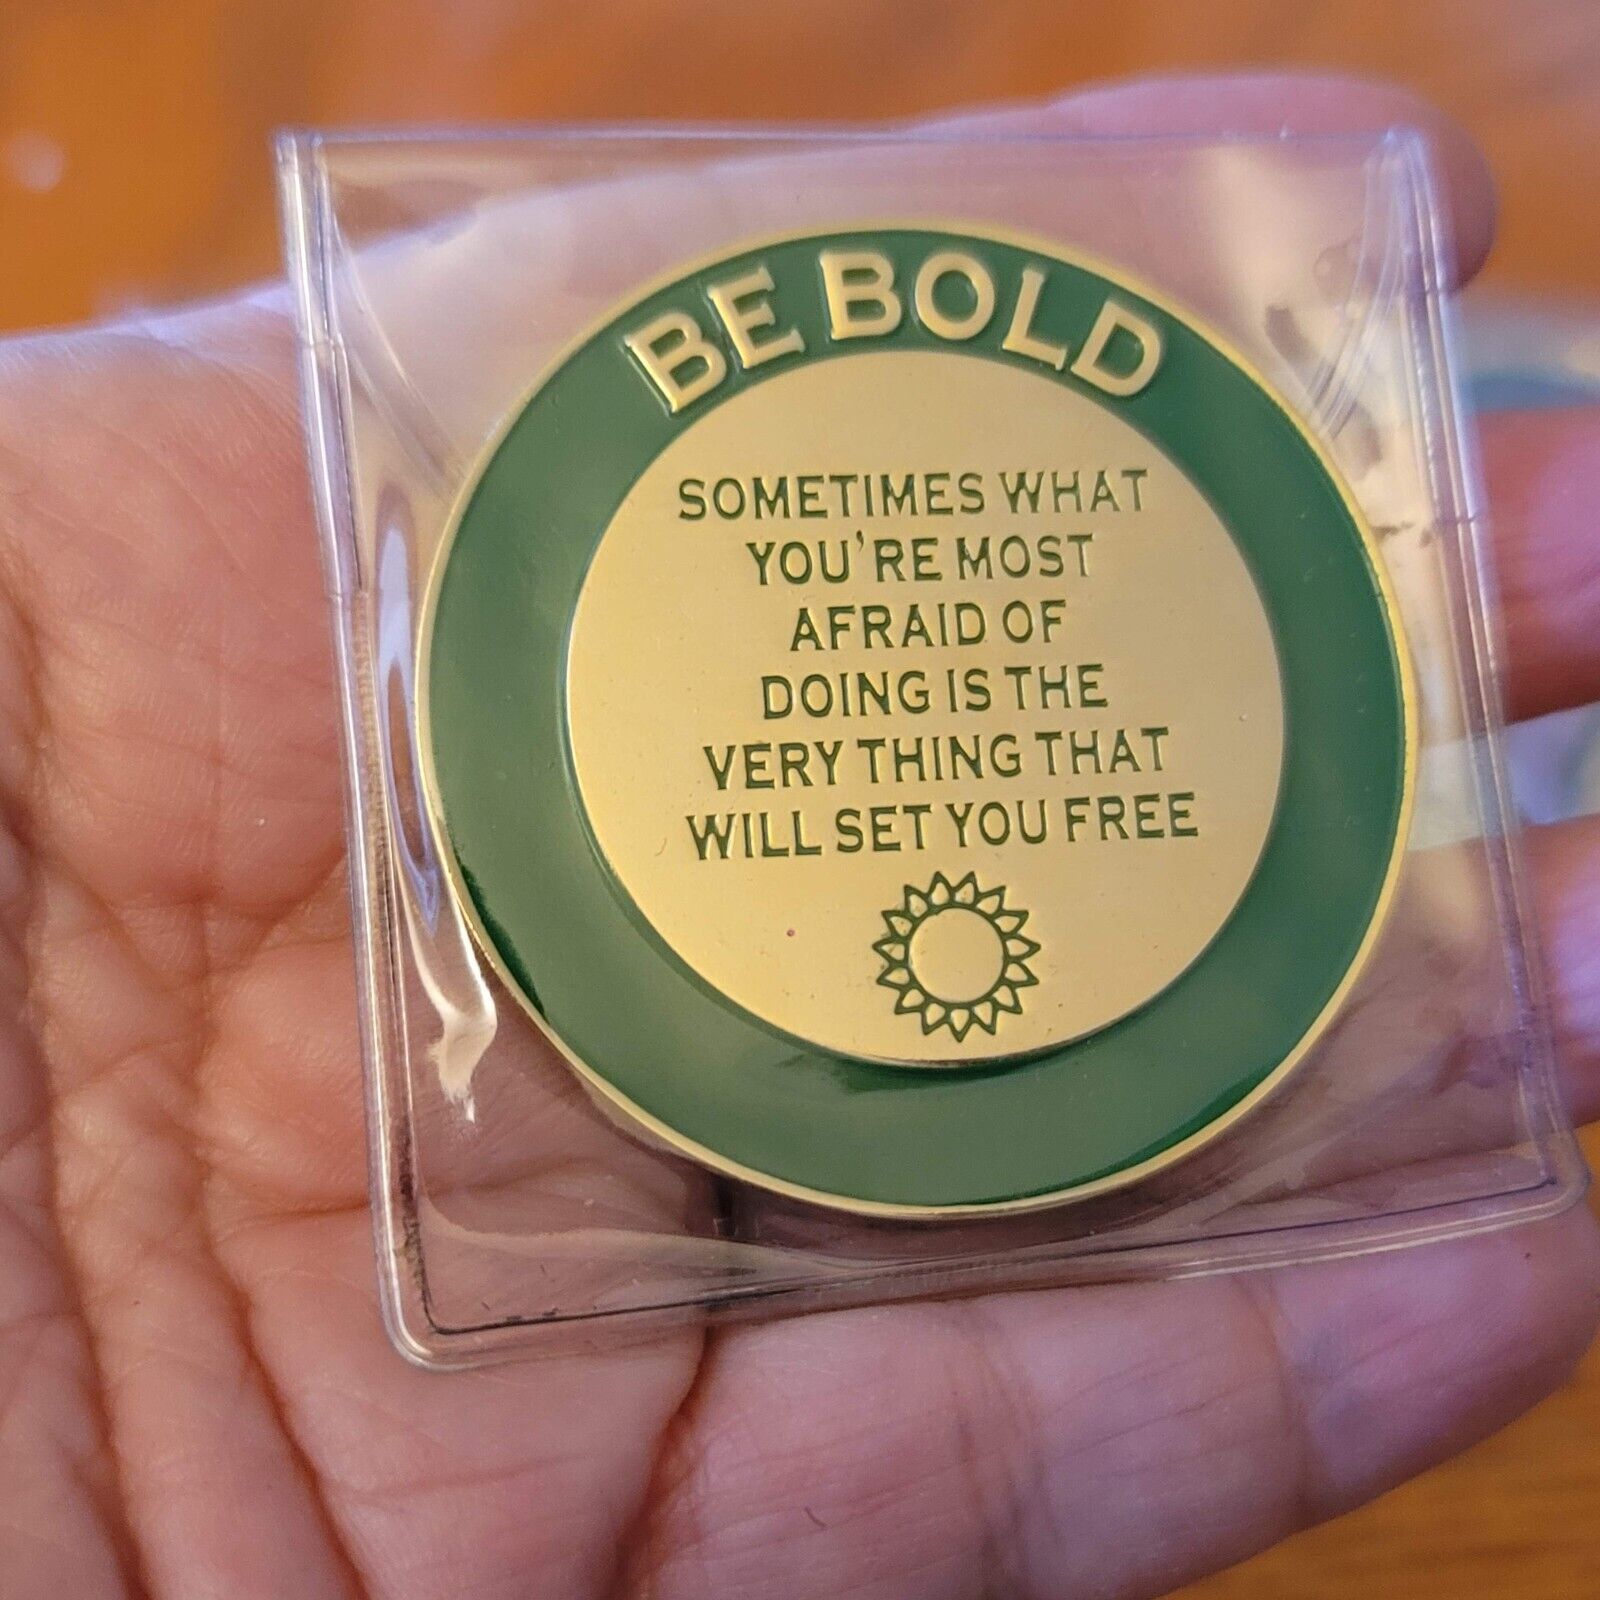 BE BOLD
SOMETIMES WHAT
YOU'RE MOST
AFRAID OF
DOING IS THE
VERY THING THAT
WILL SET YOU FREE